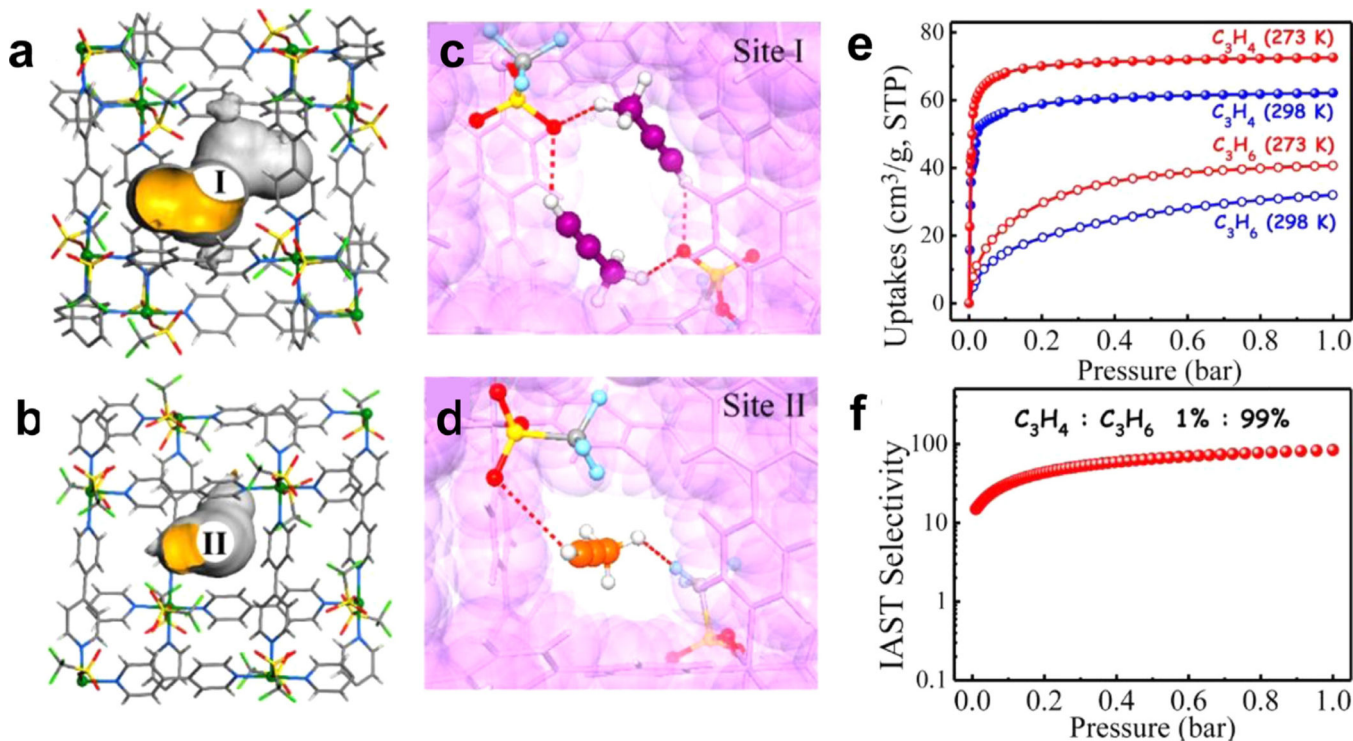 a
I
b
II
c
Site I
d
Site II
e
Uptakes (cm³/g, STP)
80
60
40
20
0
C₃H₄ (273 K)
C₃H₄ (298 K)
C₃H₆ (273 K)
C₃H₆ (298 K)
0.0 0.2 0.4 0.6 0.8 1.0
Pressure (bar)
f
C₃H₄ : C₃H₆ 1% : 99%
IAST Selectivity
100
10
1
0.1
0.0 0.2 0.4 0.6 0.8 1.0
Pressure (bar)